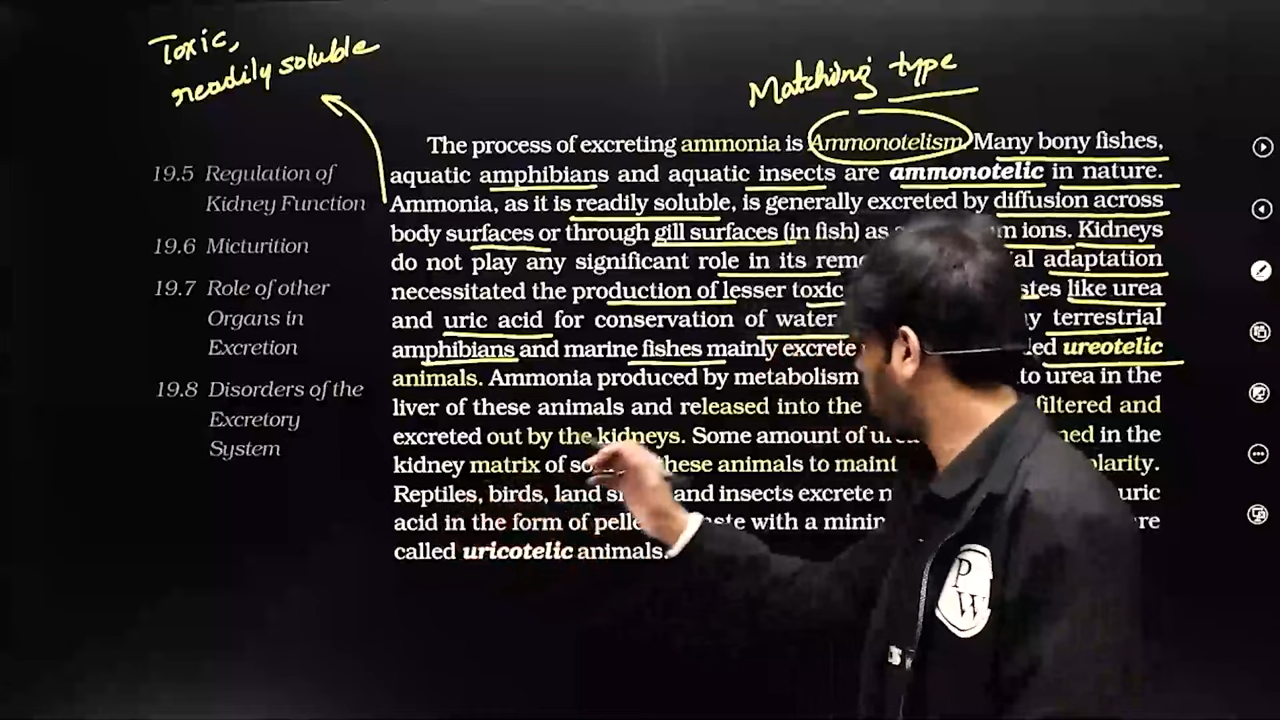 Toxic,
readily soluble
Matching type
The process of excreting ammonia is Ammonotelism. Many bony fishes,
aquatic amphibians and aquatic insects are ammonotelic in nature.
Ammonia, as it is readily soluble, is generally excreted by diffusion across
body surfaces or through gill surfaces (in fish) as ions. Kidneys
do not play any significant role in its adaptation
necessitated the production of lesser toxic like urea
and uric acid for conservation of water terrestrial
amphibians and marine fishes mainly excrete ureotelic
animals. Ammonia produced by metabolism to urea in the
liver of these animals and released into the filtered and
excreted out by the kidneys. Some amount of in the
kidney matrix of these animals to
Reptiles, birds, land and insects excrete uric
acid in the form of with a
called uricotelic animals.
19.5 Regulation of
Kidney Function
19.6 Micturition
19.7 Role of other
Organs in
Excretion
19.8 Disorders of the
Excretory
System
P
W